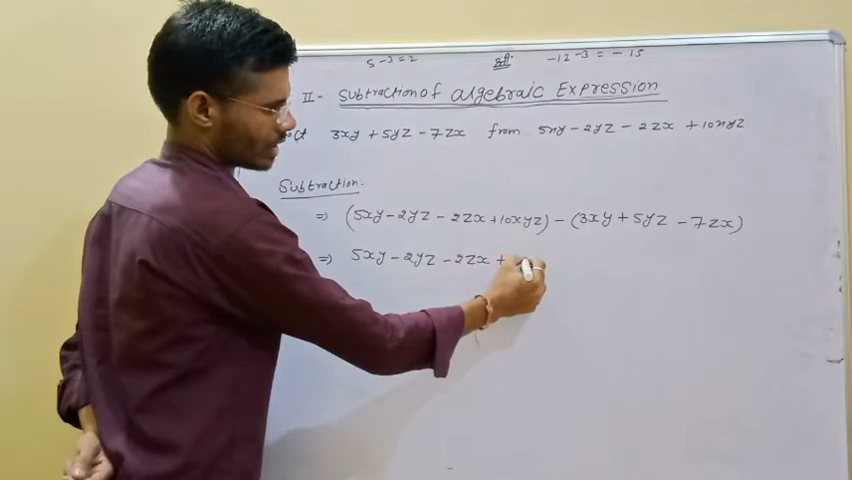 5-3=2 श्री: -12-3 = -15
II- Subtraction of algebraic Expression
3xy + 5yz - 7zx from 5xy - 2yz - 2zx + 10xyz
Subtraction:
⇒ (5xy - 2yz - 2zx + 10xyz) - (3xy + 5yz - 7zx)
⇒ 5xy - 2yz - 2zx +